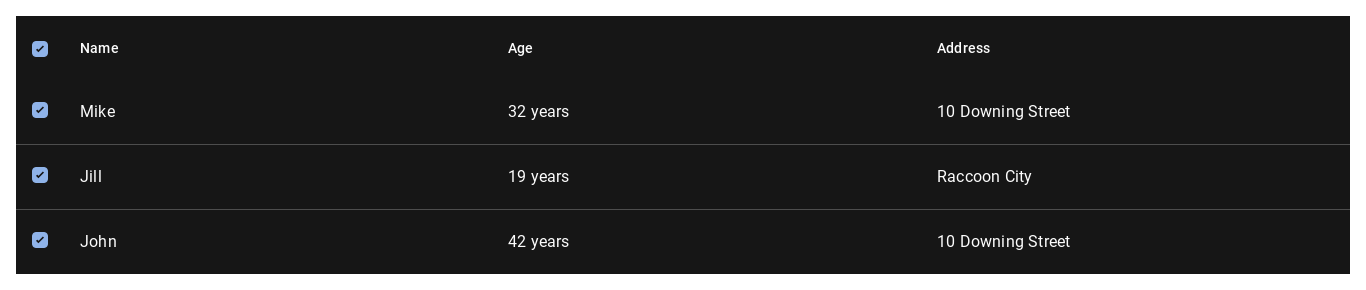 Name Age Address
Mike 32 years 10 Downing Street
Jill 19 years Raccoon City
John 42 years 10 Downing Street